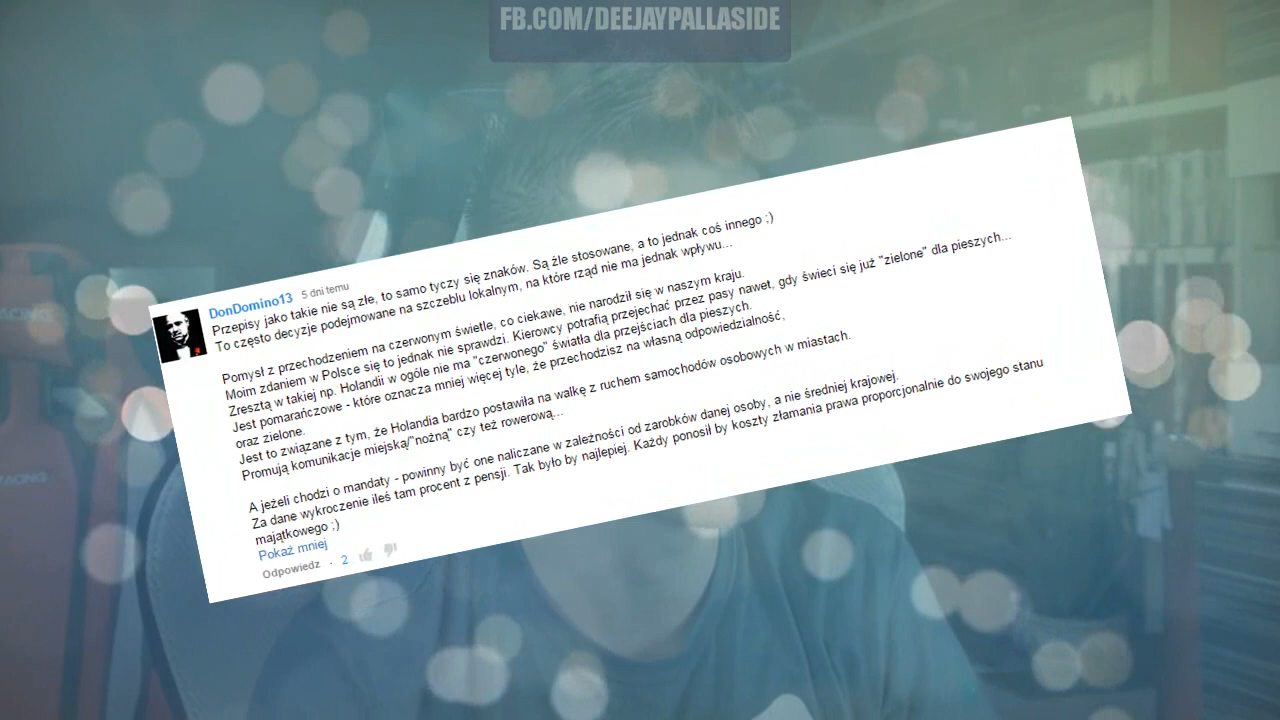 FB.COM/DEEJAYPALLASIDE
DonDomino13 5 dni temu
Przepisy jako takie nie są złe, to samo tyczy się znaków. Są źle stosowane, a to jednak coś innego ;)
To często decyzje podejmowane na szczeblu lokalnym, na które rząd nie ma jednak wpływu...
Pomysł z przechodzeniem na czerwonym świetle, co ciekawe, nie narodził się w naszym kraju.
Moim zdaniem w Polsce się to jednak nie sprawdzi. Kierowcy potrafią przejechać przez pasy nawet, gdy świeci się już "zielone" dla pieszych...
Zresztą w takiej np. Holandii w ogóle nie ma "czerwonego" światła dla przejściach dla pieszych.
Jest pomarańczowe - które oznacza mniej więcej tyle, że przechodzisz na własną odpowiedzialność,
oraz zielone.
Jest to związane z tym, że Holandia bardzo postawiła na walkę z ruchem samochodów osobowych w miastach.
Promują komunikacje miejską/"nożną" czy też rowerową...
A jeżeli chodzi o mandaty - powinny być one naliczane w zależności od zarobków danej osoby, a nie średniej krajowej.
Za dane wykroczenie ileś tam procent z pensji. Tak było by najlepiej. Każdy ponosił by koszty złamania prawa proporcjonalnie do swojego stanu
majątkowego ;)
Pokaż mniej
Odpowiedz · 2
ACING
RACING